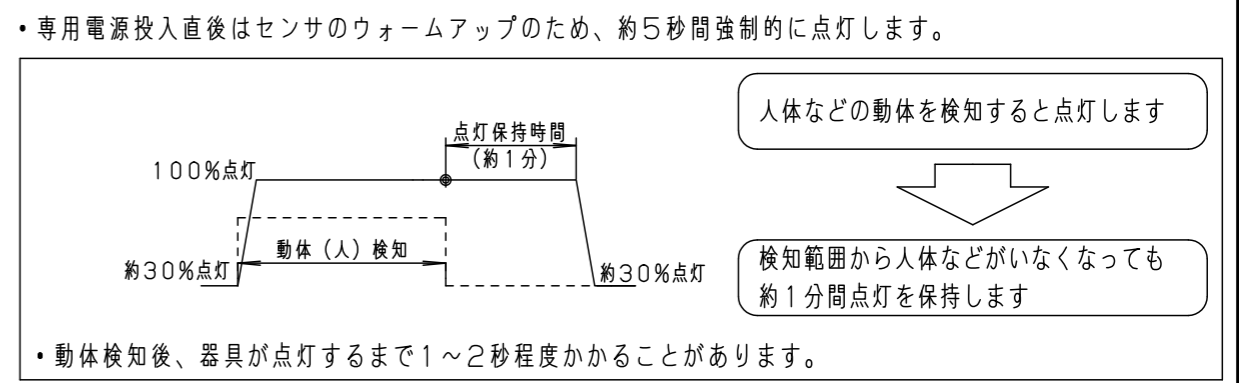 ・専用電源投入直後はセンサのウォームアップのため、約５秒間強制的に点灯します。
点灯保持時間
（約１分）
１００％点灯
動体（人）検知
約３０％点灯
約３０％点灯
人体などの動体を検知すると点灯します
検知範囲から人体などがいなくなっても
約１分間点灯を保持します
・動体検知後、器具が点灯するまで１～２秒程度かかることがあります。